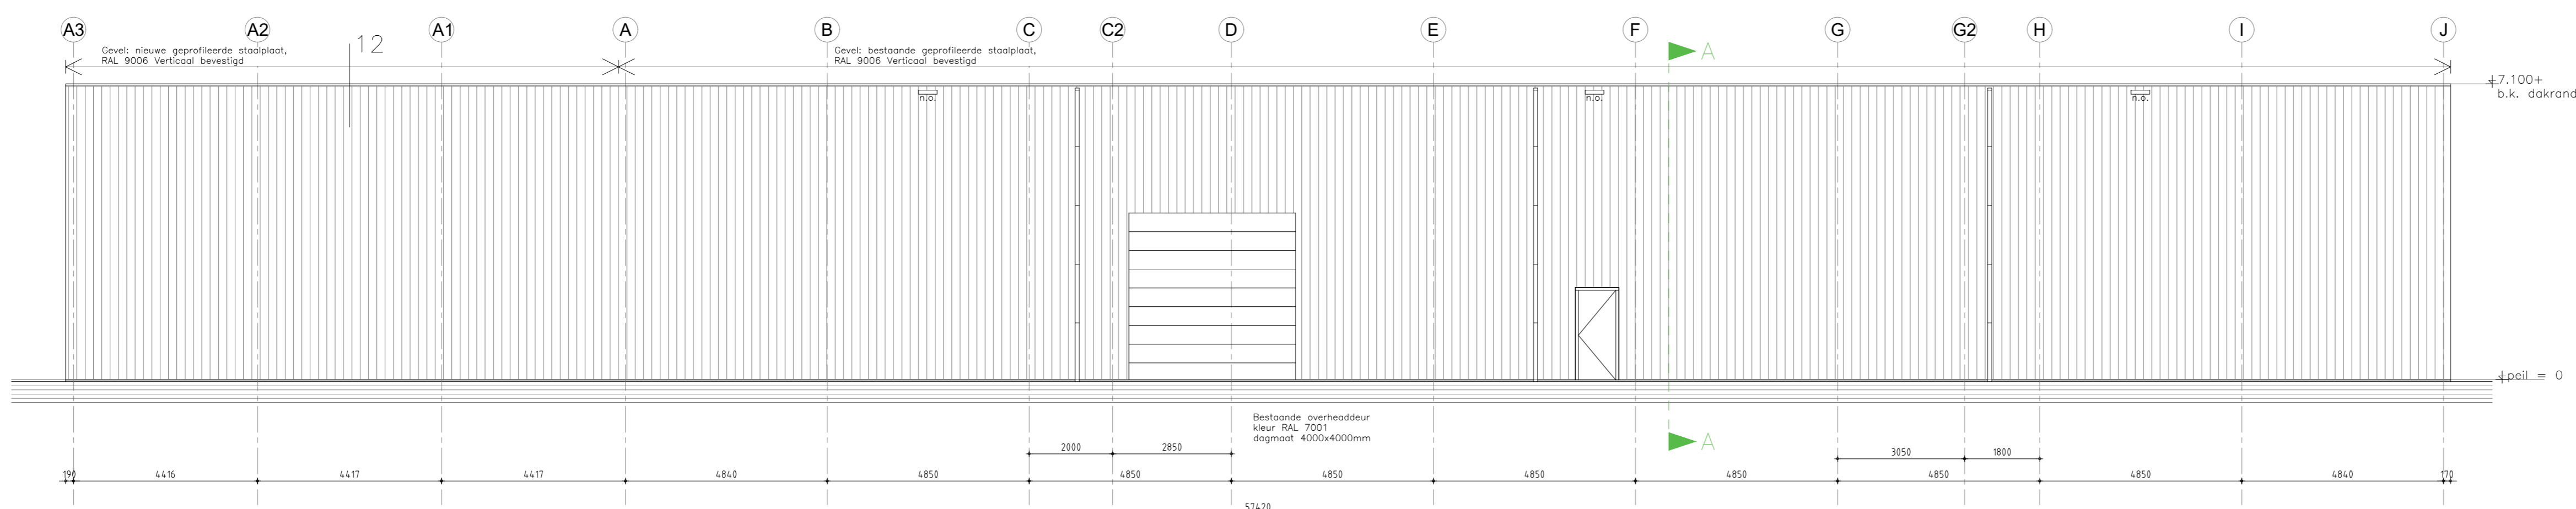 A3 A2 A1 A B C C2 D E F G G2 H I J
12
Gevel: nieuwe geprofileerde staalplaat,
RAL 9006 Verticaal bevestigd
Gevel: bestaande geprofileerde staalplaat,
RAL 9006 Verticaal bevestigd
A
7.100+
b.k. dakrand
n.o. n.o. n.o.
peil = 0
Bestaande overheaddeur
kleur RAL 7001
dagmaat 4000x4000mm
A
2000 2850 3050 1800
190 4416 4417 4417 4840 4850 4850 4850 4850 4850 4850 4850 4840 170
57420